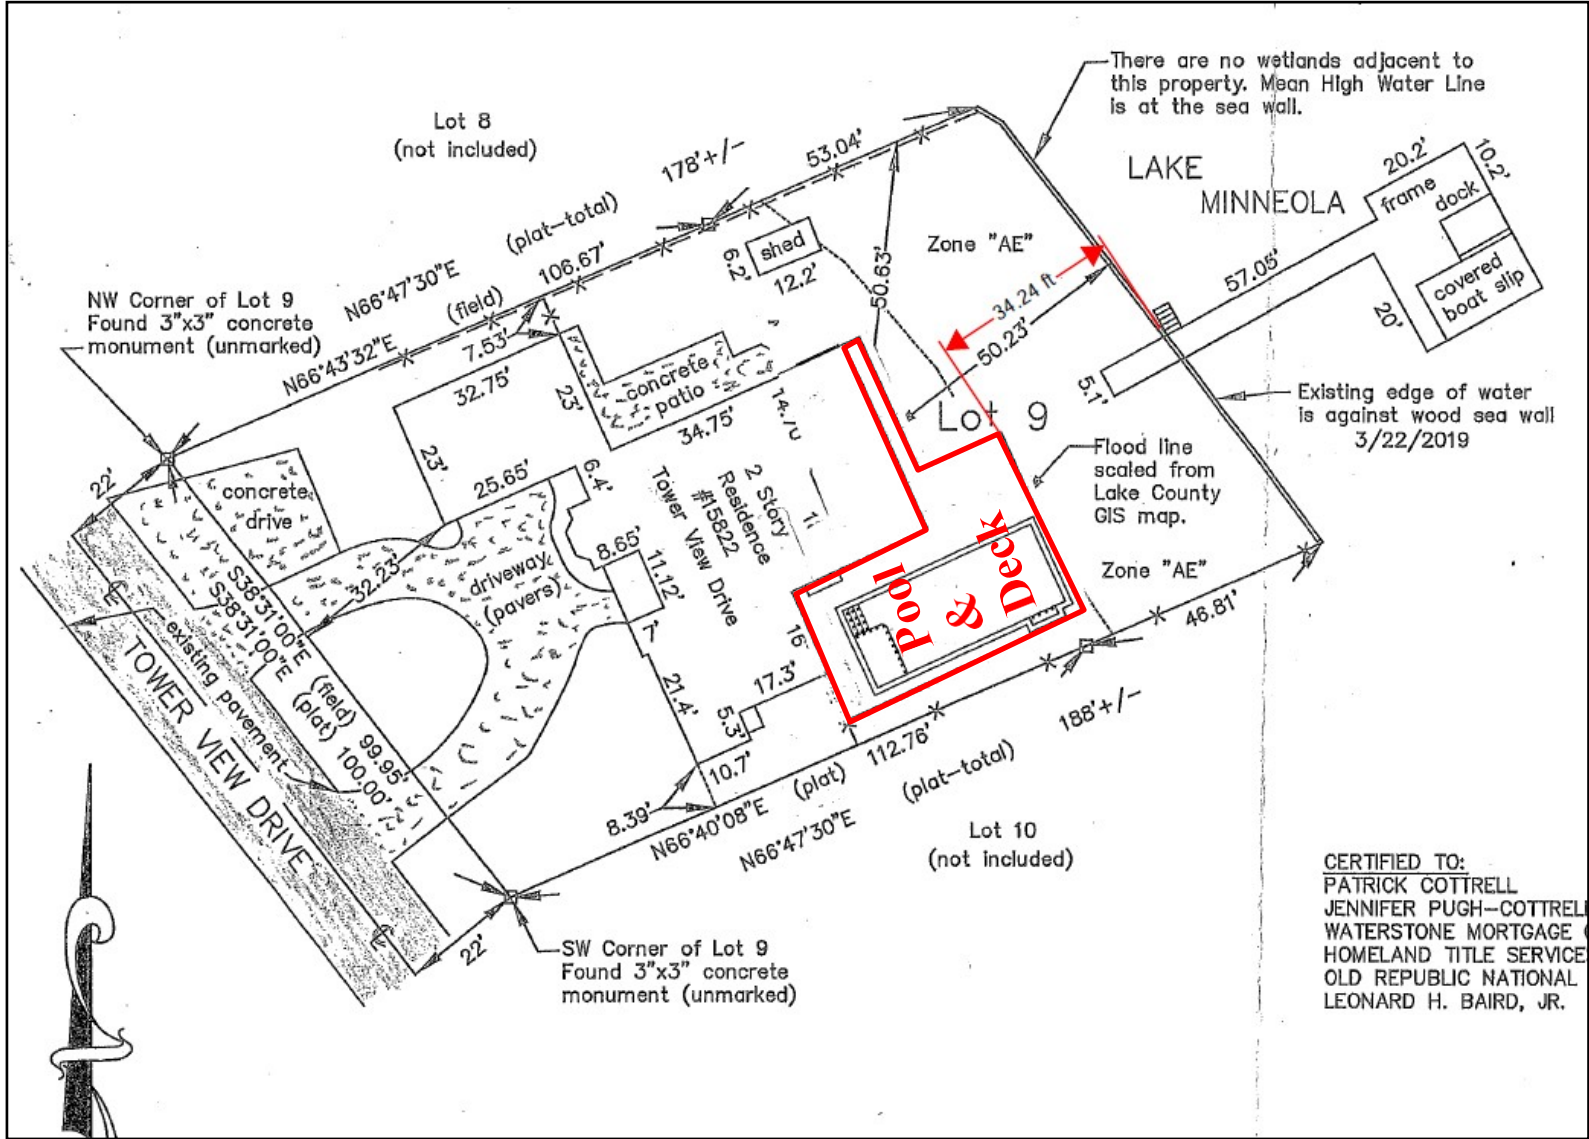 There are no wetlands adjacent to
this property. Mean High Water Line
is at the sea wall.
Lot 8
(not included)
178'+/-
53.04'
LAKE
MINNEOLA
20.2'
10.2'
frame
dock
covered
boat slip
57.05'
20'
5.1'
Zone "AE"
50.63'
34.24 ft
50.23'
shed
6.2'
12.2'
(plat-total)
N66°47'30"E
106.67'
(field)
N66°43'32"E
7.53'
NW Corner of Lot 9
Found 3"x3" concrete
monument (unmarked)
32.75'
23'
23'
concrete
patio
34.75'
25.65'
6.4'
Lot 9
Existing edge of water
is against wood sea wall
3/22/2019
Flood line
scaled from
Lake County
GIS map.
Zone "AE"
22'
concrete
drive
driveway
(pavers)
32.23'
8.65'
11.12'
7'
21.4'
2 Story
Residence
#15822
Tower View Drive
16
17.3'
5.3'
10.7'
8.39'
Pool
&
Deck
46.81'
188'+/-
S38°31'00"E (field) 99.95'
S38°31'00"E (plat) 100.00'
existing pavement
TOWER VIEW DRIVE
22'
N66°40'08"E (plat) 112.76'
N66°47'30"E (plat-total)
Lot 10
(not included)
SW Corner of Lot 9
Found 3"x3" concrete
monument (unmarked)
CERTIFIED TO:
PATRICK COTTRELL
JENNIFER PUGH-COTTRELL
WATERSTONE MORTGAGE
HOMELAND TITLE SERVICE
OLD REPUBLIC NATIONAL
LEONARD H. BAIRD, JR.